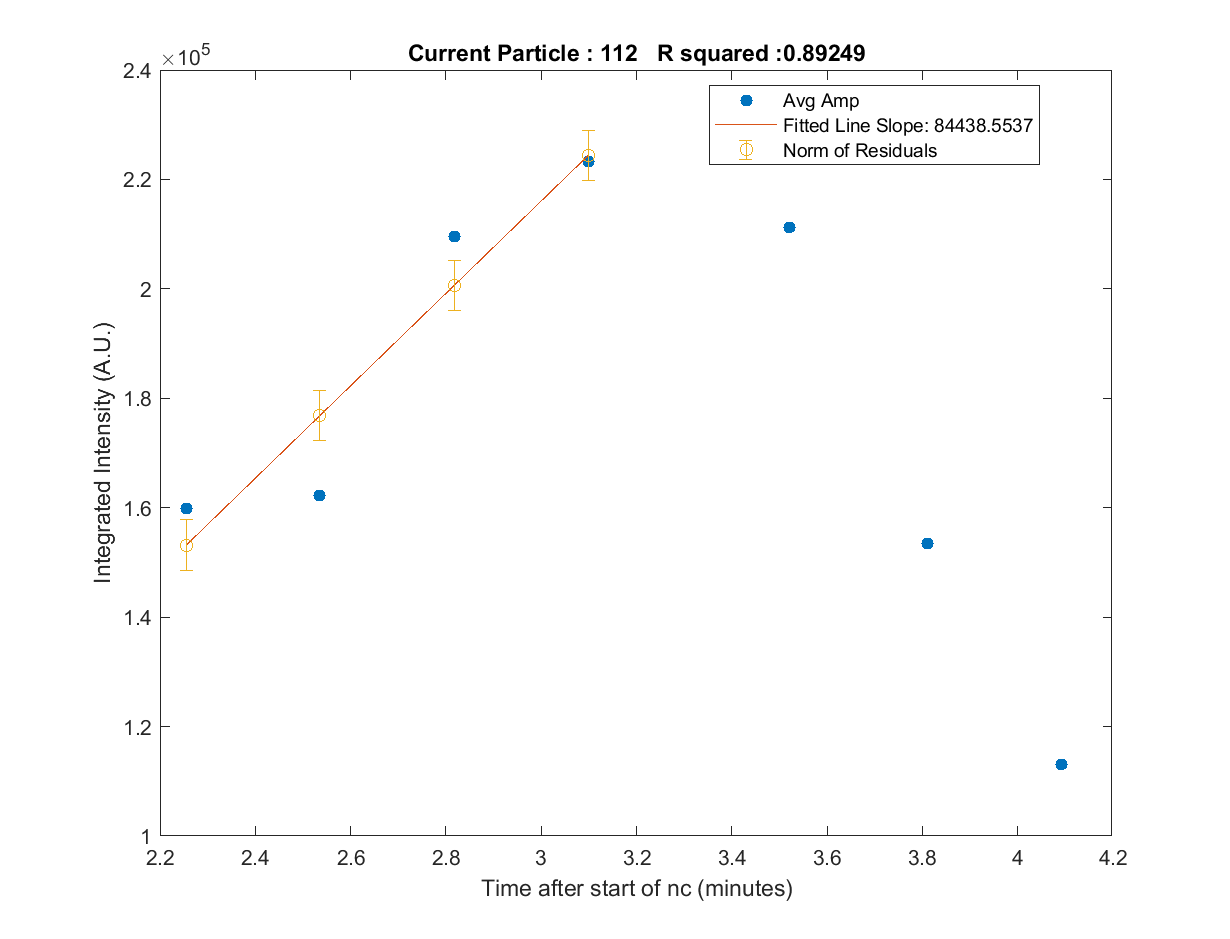 Current Particle : 112 R squared :0.89249
×10^5
2.4
2.2
2
1.8
1.6
1.4
1.2
1
Integrated Intensity (A.U.)
Avg Amp
Fitted Line Slope: 84438.5537
Norm of Residuals
2.2 2.4 2.6 2.8 3 3.2 3.4 3.6 3.8 4 4.2
Time after start of nc (minutes)